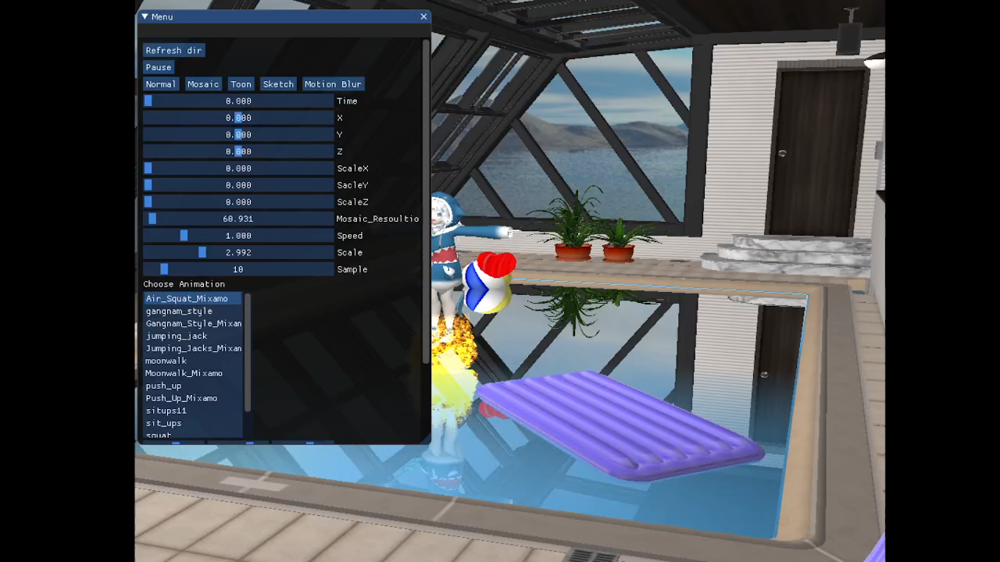 Menu
Refresh dir
Pause
Normal Mosaic Toon Sketch Motion Blur
0.000 Time
0.000 X
0.000 Y
0.000 Z
0.000 ScaleX
0.000 SacleY
0.000 ScaleZ
60.931 Mosaic_Resoultio
1.000 Speed
2.992 Scale
10 Sample
Choose Animation
Air_Squat_Mixamo
gangnam_style
Gangnam_Style_Mixan
jumping_jack
Jumping_Jacks_Mixan
moonwalk
Moonwalk_Mixamo
push_up
Push_Up_Mixamo
situps11
sit_ups
squat